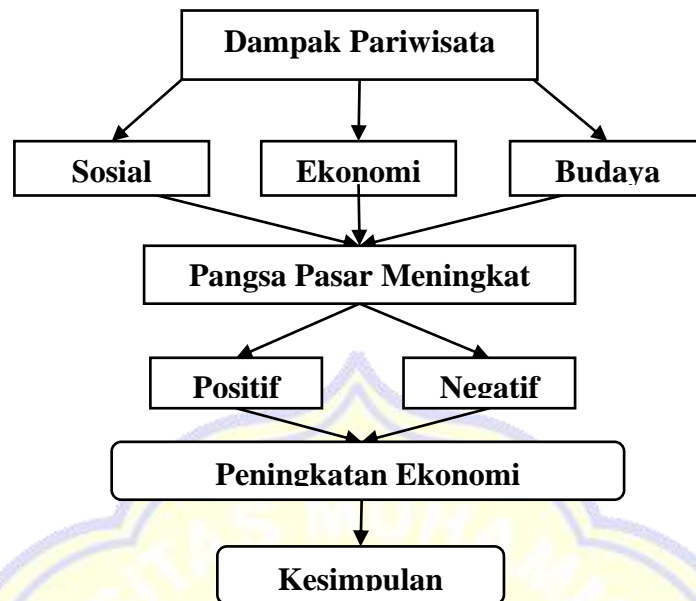 Dampak Pariwisata
Sosial
Ekonomi
Budaya
Pangsa Pasar Meningkat
Positif
Negatif
Peningkatan Ekonomi
Kesimpulan